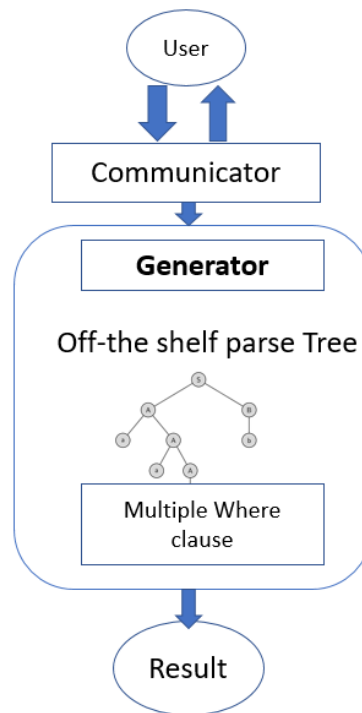 User
Communicator
Generator
Off-the shelf parse Tree
S
A B
a A b
a A
Multiple Where
clause
Result